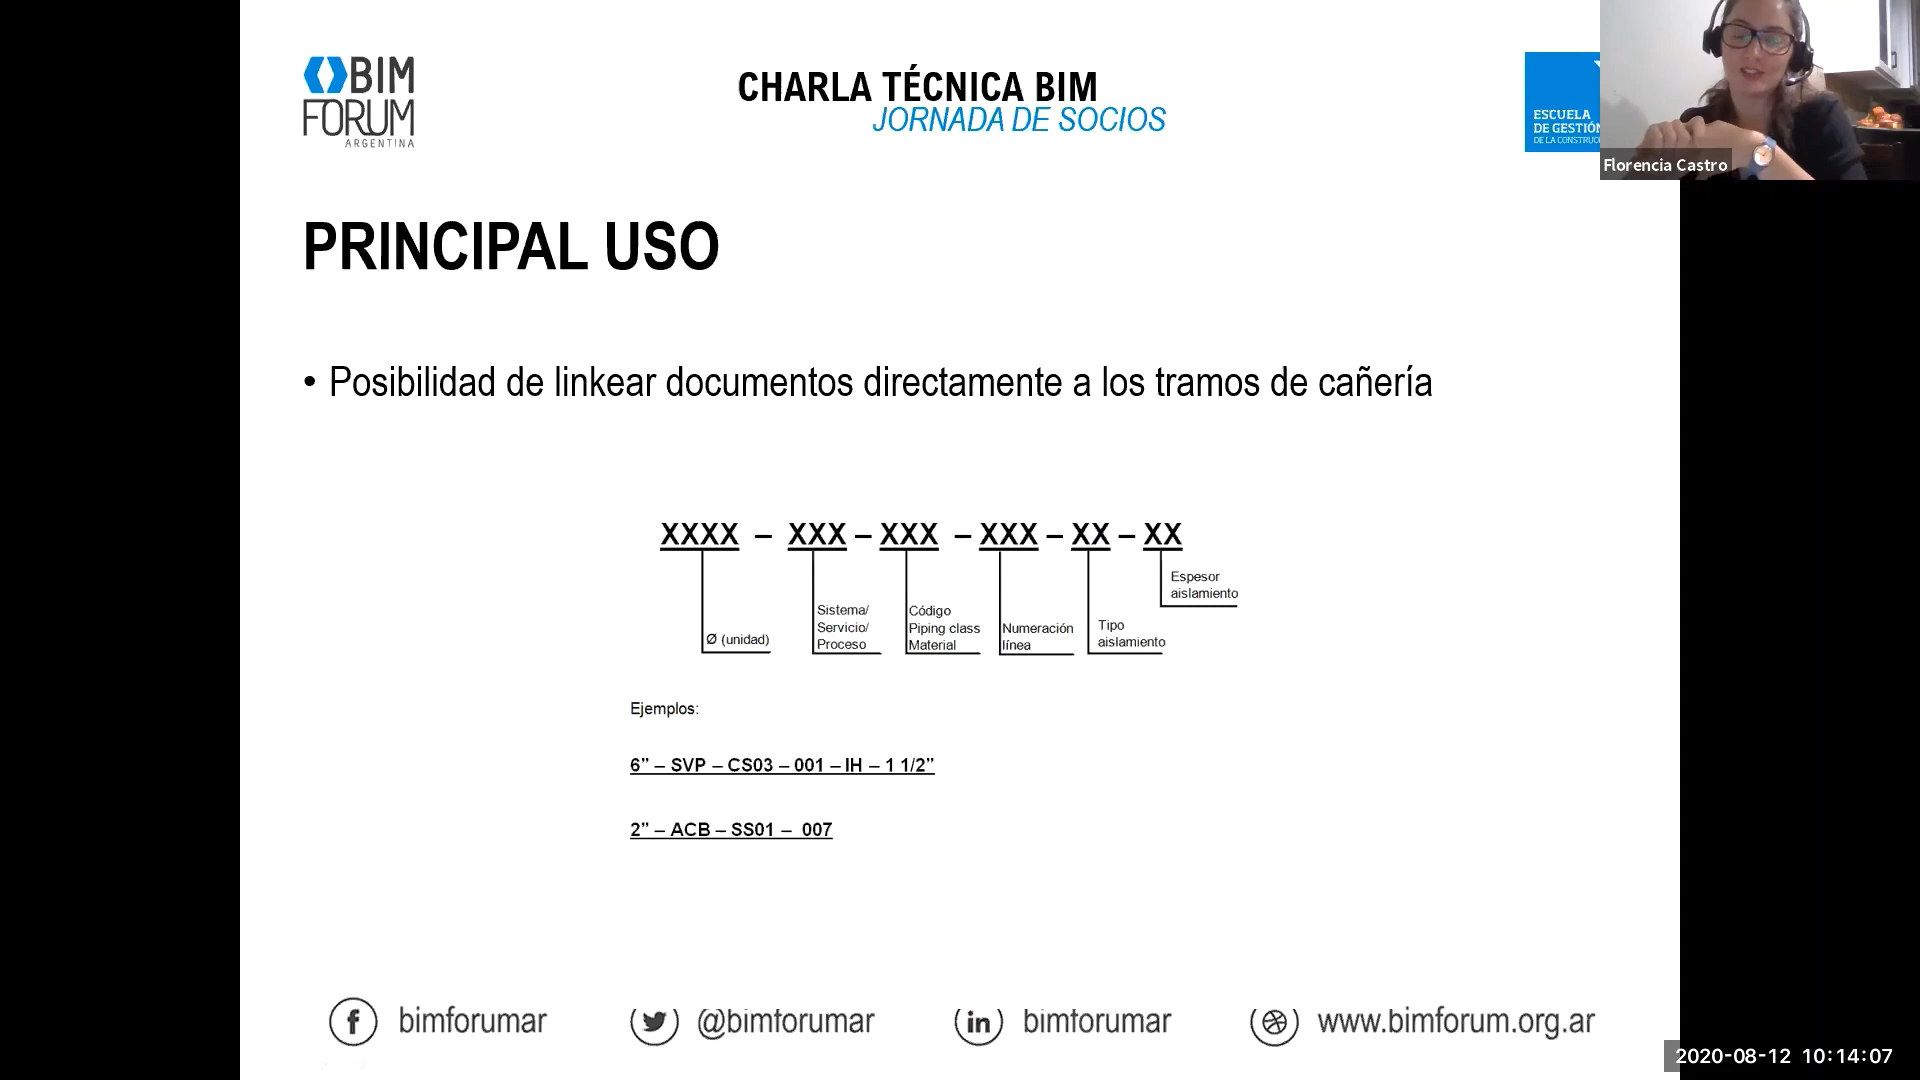 BIM
FORUM
ARGENTINA
CHARLA TÉCNICA BIM
JORNADA DE SOCIOS
ESCUELA
DE GESTIÓN
DE LA CONSTRUC
Florencia Castro
PRINCIPAL USO
• Posibilidad de linkear documentos directamente a los tramos de cañería
XXXX – XXX – XXX – XXX – XX – XX
Ø (unidad)
Sistema/
Servicio/
Proceso
Código
Piping class
Material
Numeración
línea
Tipo
aislamiento
Espesor
aislamiento
Ejemplos:
6” – SVP – CS03 – 001 – IH – 1 1/2”
2” – ACB – SS01 – 007
bimforumar
@bimforumar
bimforumar
www.bimforum.org.ar
2020-08-12 10:14:07